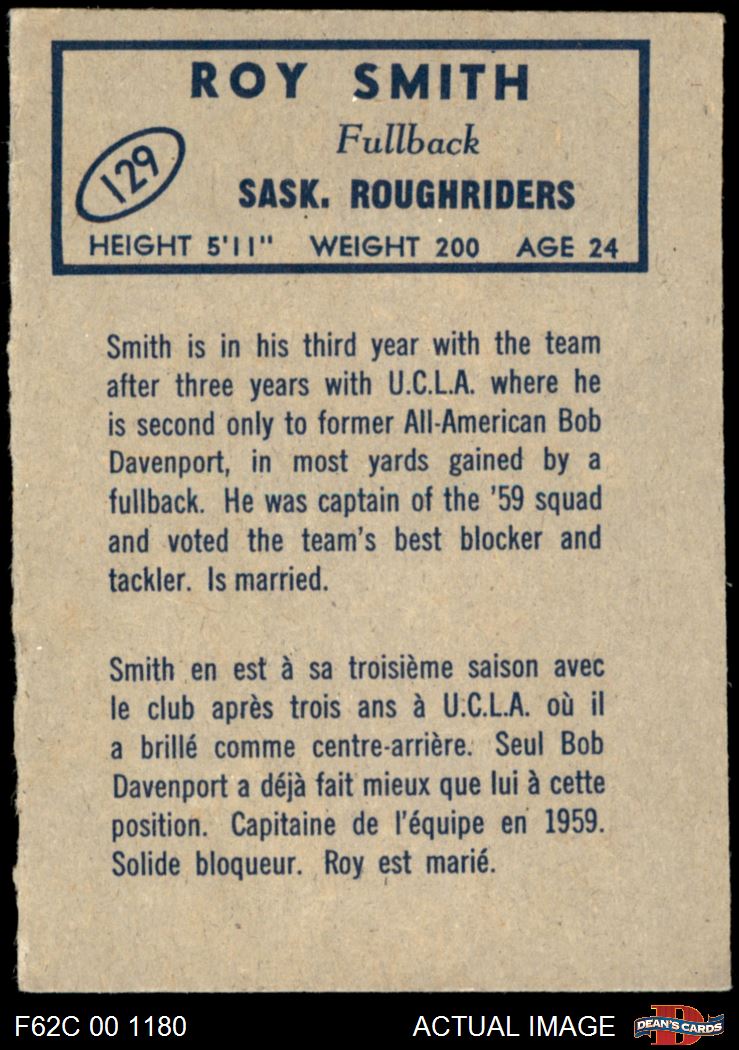 ROY SMITH
Fullback
129
SASK. ROUGHRIDERS
HEIGHT 5'11" WEIGHT 200 AGE 24
Smith is in his third year with the team
after three years with U.C.L.A. where he
is second only to former All-American Bob
Davenport, in most yards gained by a
fullback. He was captain of the '59 squad
and voted the team's best blocker and
tackler. Is married.
Smith en est à sa troisième saison avec
le club après trois ans à U.C.L.A. où il
a brillé comme centre-arrière. Seul Bob
Davenport a déjà fait mieux que lui à cette
position. Capitaine de l'équipe en 1959.
Solide bloqueur. Roy est marié.
F62C 00 1180 ACTUAL IMAGE
D
DEAN'S CARDS